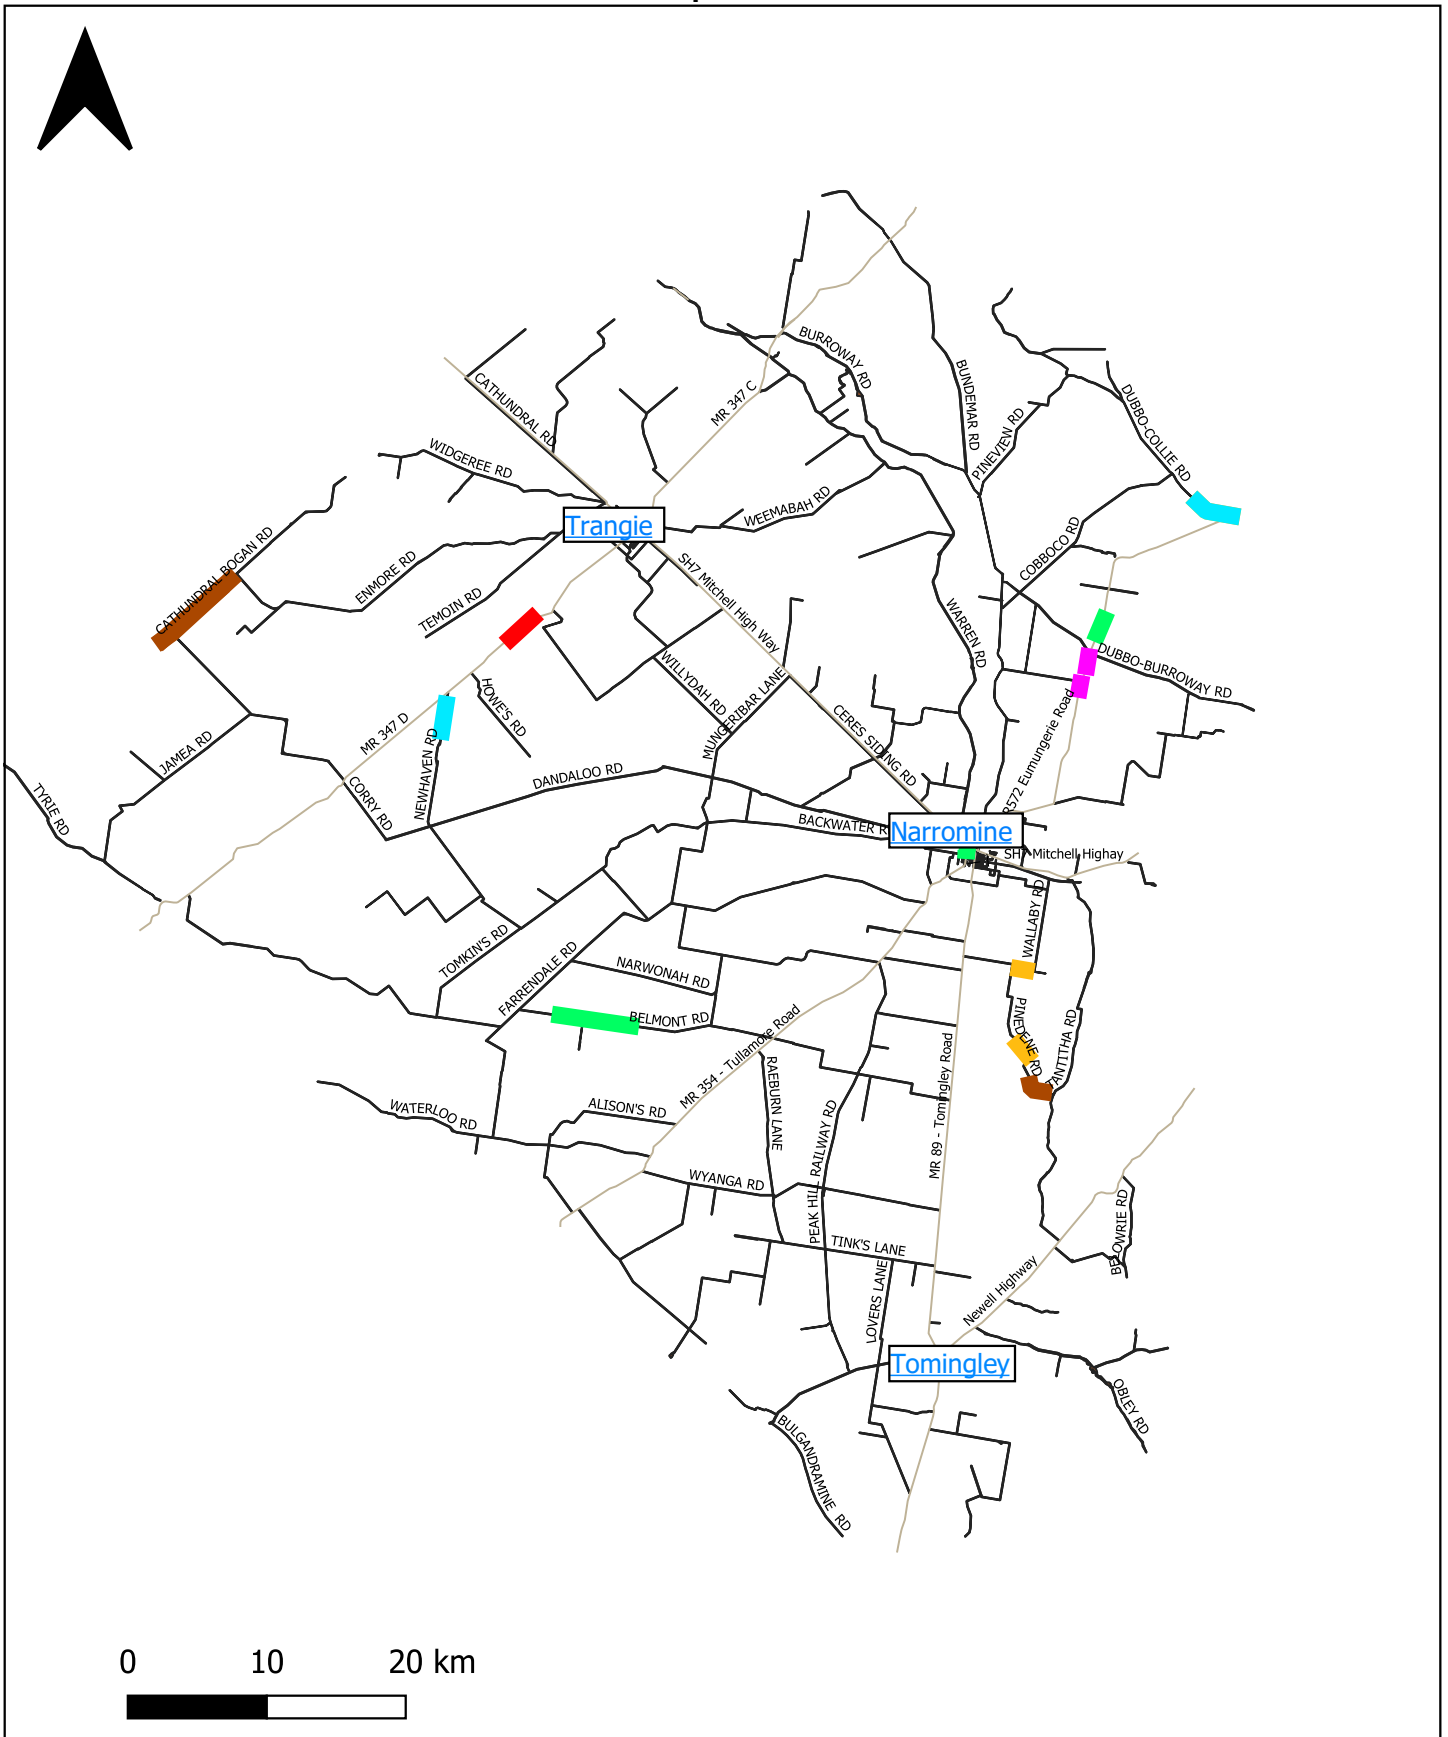 BURROWAY RD
BUNDEMAR RD
CATHUNDRAL RD
MR 347 C
DUBBO-COLLIE RD
PINEVIEW RD
WIDGEREE RD
WEEMABAH RD
Trangie
CATHUNDRAL BOGAN RD
ENMORE RD
TEMOIN RD
SH7 Mitchell High Way
COBBOCO RD
WARREN RD
DUBBO-BURROWAY RD
WILLYDAH RD
MUNGERIBAR LANE
HOWE'S RD
MR 347 D
NEWHAVEN RD
JAMEA RD
CORRY RD
TYRIE RD
DANDALOO RD
CERES SIDING RD
R572 Eumungerie Road
BACKWATER R
Narromine
SH7 Mitchell Highay
WALLABY RD
TOMKIN'S RD
FARRENDALE RD
NARWONAH RD
BELMONT RD
PINEDENE RD
TANTITHA RD
MR 354 - Tullamore Road
RAEBURN LANE
MR 89 - Tomingley Road
WATERLOO RD
ALISON'S RD
PEAK HILL RAILWAY RD
WYANGA RD
TINK'S LANE
BELOWRIE RD
LOVERS LANE
Newell Highway
Tomingley
OBLEY RD
BULGANDRAMINE RD
0 10 20 km